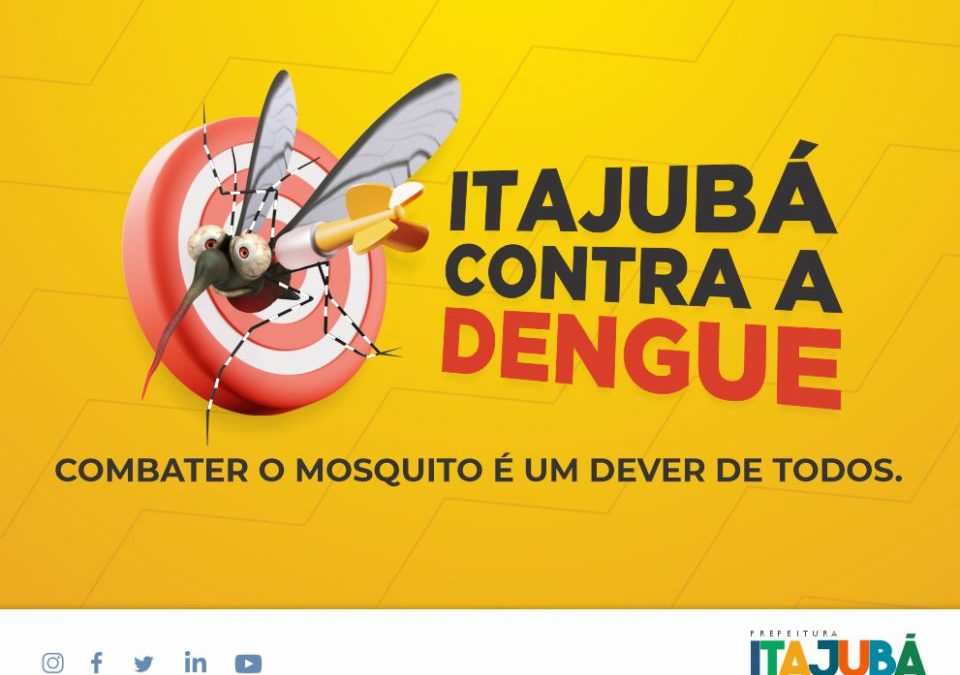 ITAJUBÁ
CONTRA A
DENGUE
COMBATER O MOSQUITO É UM DEVER DE TODOS.
PREFEITURA
ITAJUBÁ